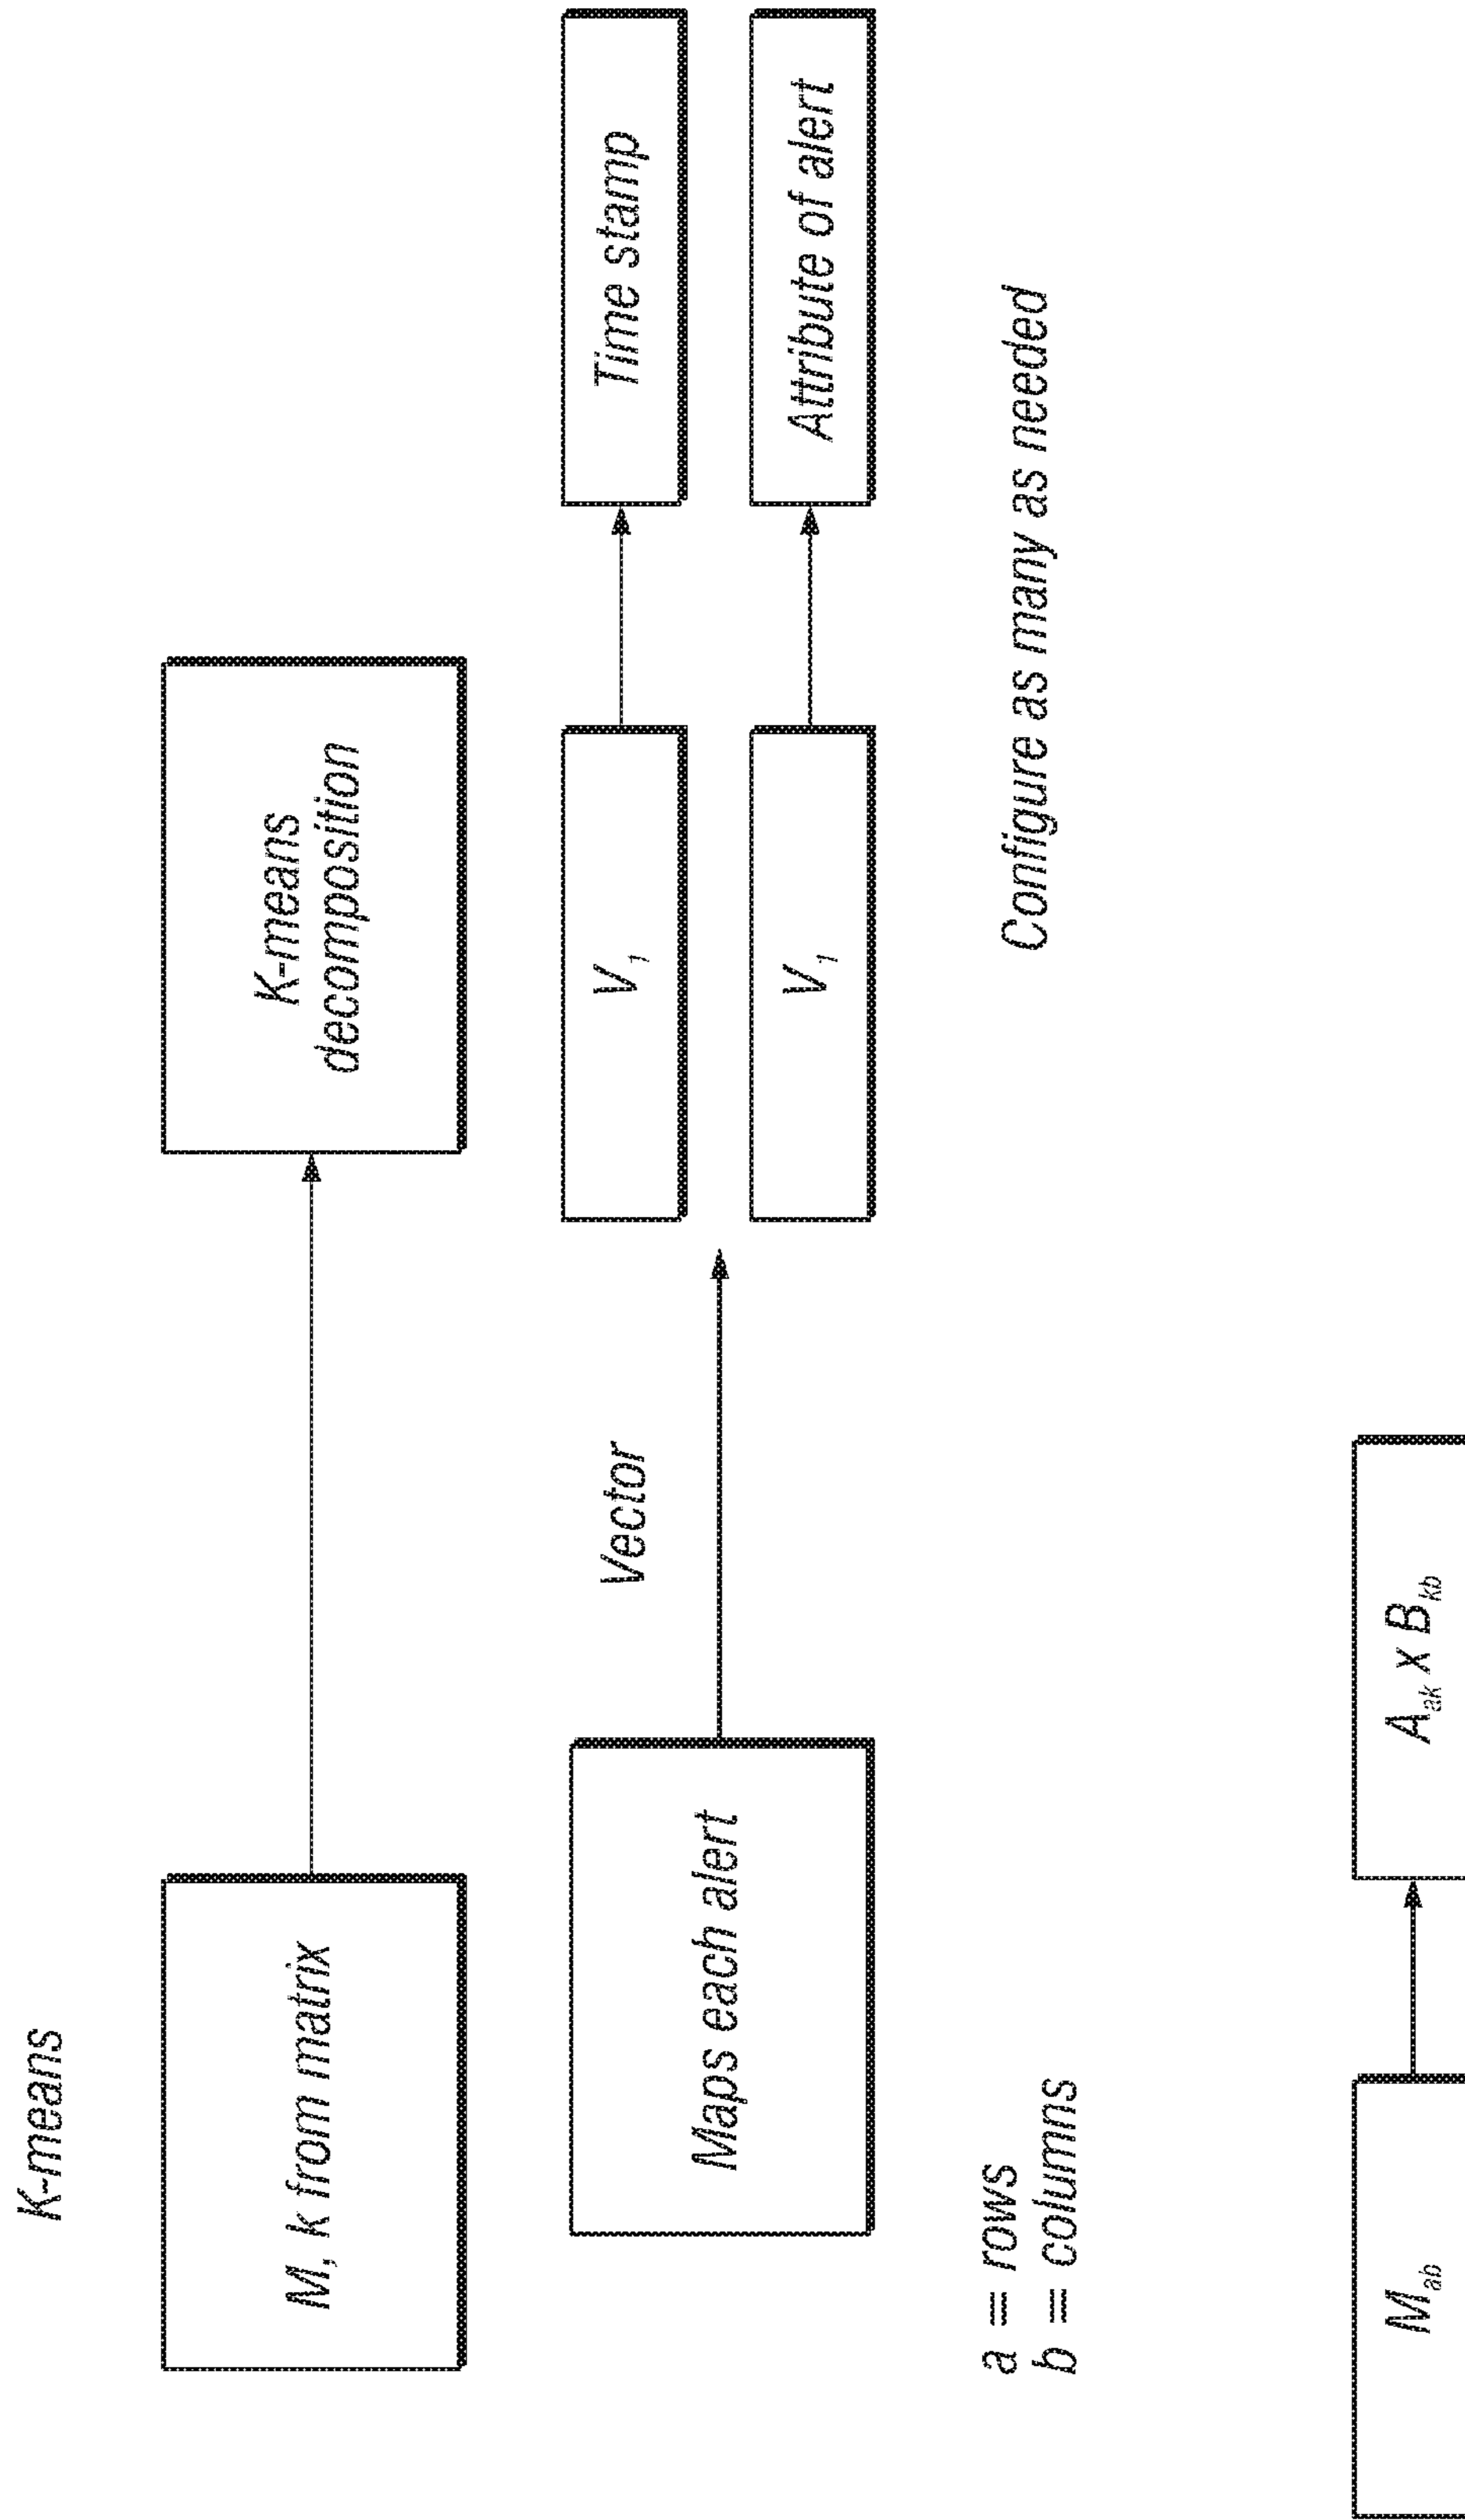 K-means
M, k from matrix
K-means
decomposition
Maps each alert
Vector
V₁
Time stamp
V₁
Attribute of alert
Configure as many as needed
a = rows
b = columns
Mab
Aak x Bkb